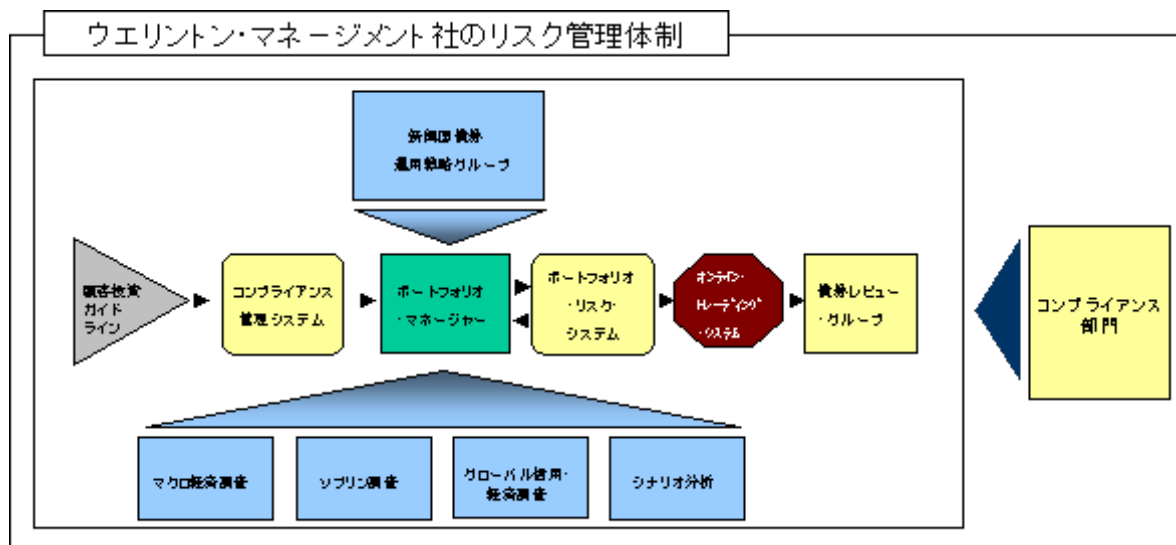 ウエリントン・マネージメント社のリスク管理体制
新興国債券
運用戦略グループ
顧客投資
ガイド
ライン
コンプライアンス
管理システム
ポートフォリオ
・マネージャー
ポートフォリオ
・リスク・
システム
オンライン・
トレーディング
・システム
債券レビュー
・グループ
コンプライアンス
部門
マクロ経済調査
ソブリン調査
グローバル信用・
経済調査
シナリオ分析